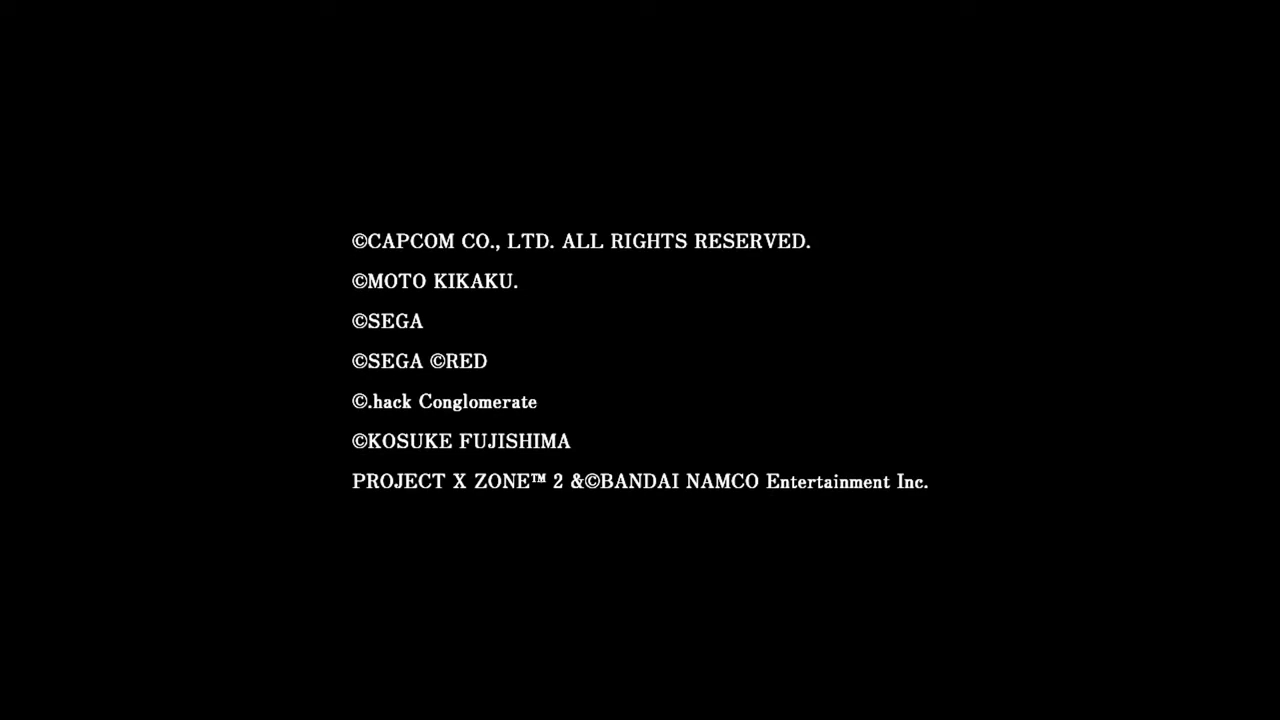 ©CAPCOM CO., LTD. ALL RIGHTS RESERVED.
©MOTO KIKAKU.
©SEGA
©SEGA ©RED
©.hack Conglomerate
©KOSUKE FUJISHIMA
PROJECT X ZONE™ 2 &©BANDAI NAMCO Entertainment Inc.